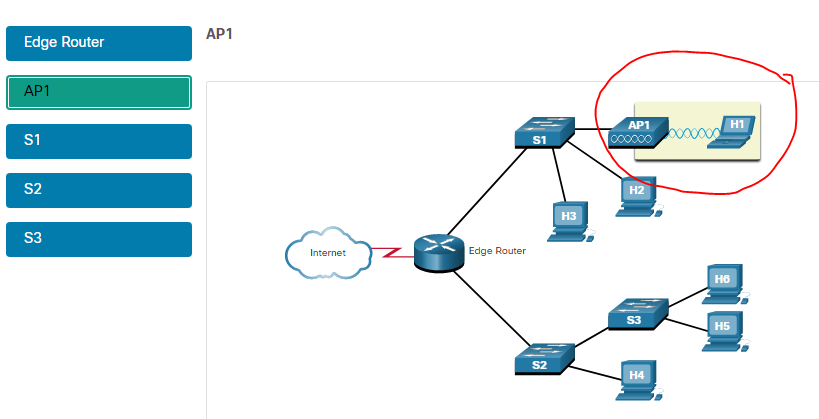 Edge Router
AP1
S1
S2
S3
AP1
AP1
H1
S1
H2
H3
Internet
Edge Router
H6
S3
H5
S2
H4